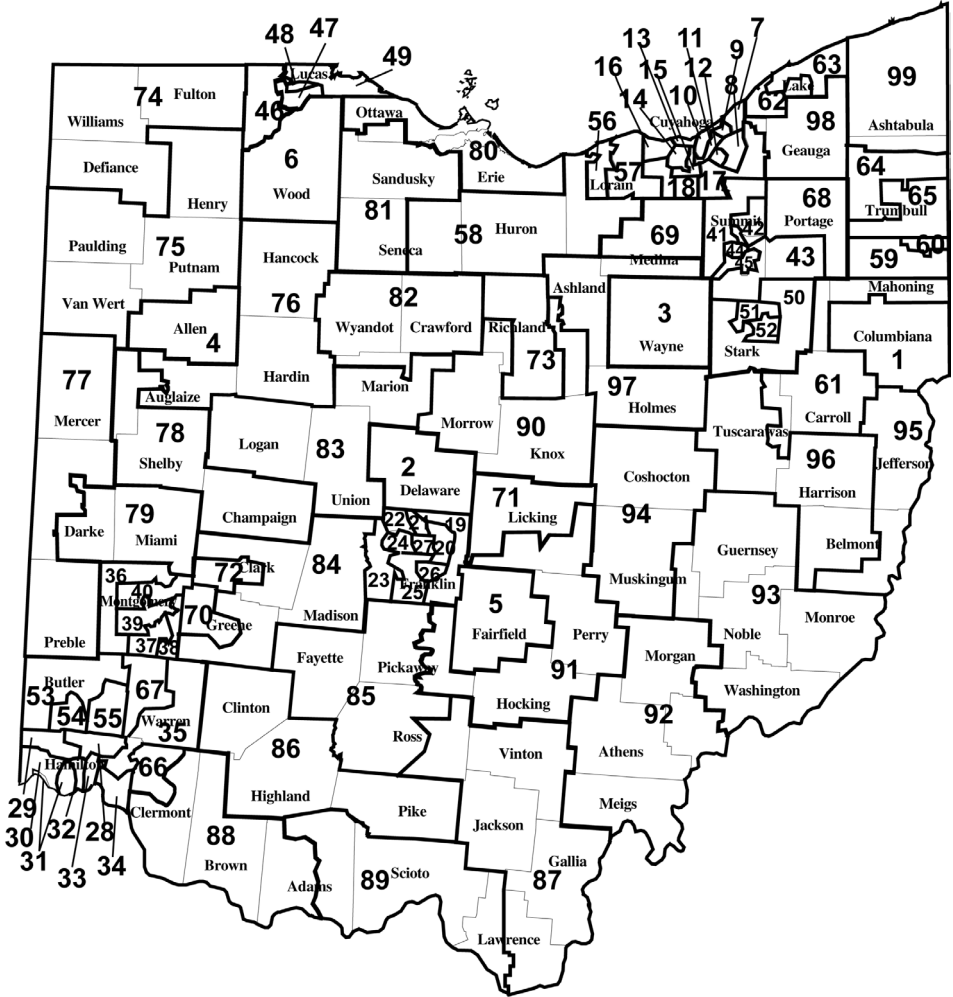 7
47
13
11
48
9
49
12
63
16
15
8
99
Lucas
10
Lake
74
Fulton
14
62
46
Ottawa
Cuyahoga
98
Williams
56
Ashtabula
80
Geauga
6
64
Defiance
57
Sandusky
Erie
Lorain
18
17
Wood
68
65
Henry
81
Trumbull
Summit
Portage
58
Huron
69
41
42
Paulding
75
Seneca
44
43
59
60
Hancock
Medina
45
Putnam
Ashland
Mahoning
82
50
Van Wert
76
3
51
Allen
Wyandot
Crawford
Richland
52
Columbiana
4
Wayne
Stark
1
73
77
Hardin
Marion
97
61
Auglaize
Holmes
Carroll
Mercer
Morrow
90
Tuscarawas
95
78
Logan
83
Knox
96
Shelby
2
Coshocton
Jefferson
Delaware
71
Harrison
Union
79
Champaign
Licking
94
22
21
19
Darke
Miami
24
27
20
Belmont
Guernsey
72
Clark
84
26
36
23
Franklin
Muskingum
40
25
93
Montgomery
5
70
Madison
39
Greene
Monroe
Fairfield
Perry
Noble
Preble
37
38
Fayette
Morgan
Pickaway
91
Butler
67
Washington
53
85
Hocking
Clinton
54
55
92
Warren
35
Ross
86
Athens
Vinton
Hamilton
66
Highland
Meigs
29
Clermont
Pike
30
32
28
Jackson
31
88
34
33
Gallia
Brown
89
Scioto
87
Adams
Lawrence